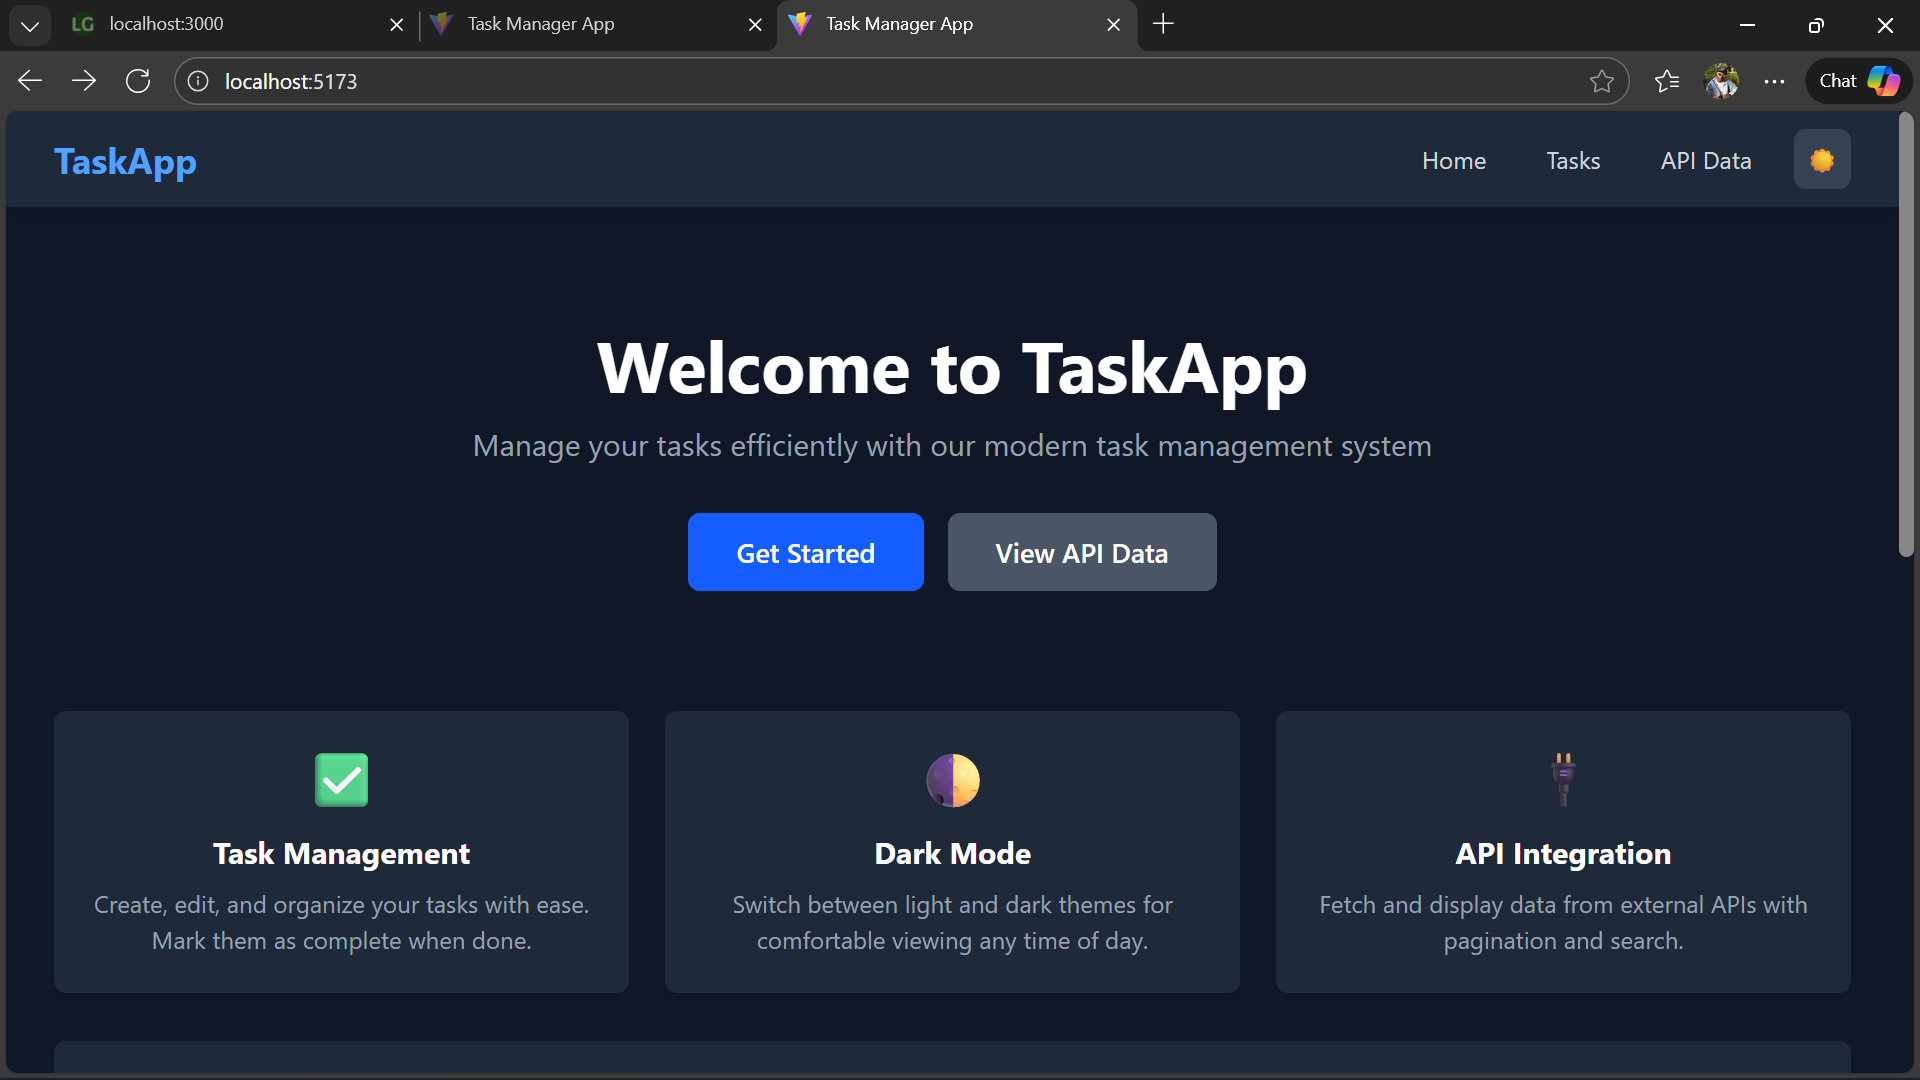 LG localhost:3000
Task Manager App
Task Manager App
localhost:5173
Chat
TaskApp
Home
Tasks
API Data
Welcome to TaskApp
Manage your tasks efficiently with our modern task management system
Get Started
View API Data
Task Management
Create, edit, and organize your tasks with ease.
Mark them as complete when done.
Dark Mode
Switch between light and dark themes for
comfortable viewing any time of day.
API Integration
Fetch and display data from external APIs with
pagination and search.